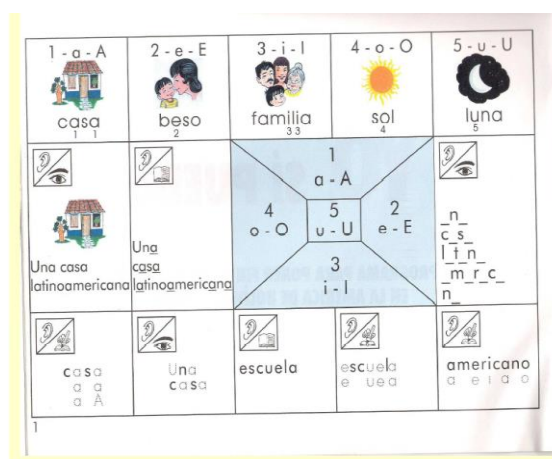 1 - a - A
casa
1 1
2 - e - E
beso
2
3 - i - I
familia
3 3
4 - o - O
sol
4
5 - u - U
luna
5
Una casa
latinoamericana
Una
casa
latinoamericana
1
a - A
4
o - O
5
u - U
2
e - E
3
i - I
_n_
c_s_
l_t_n_
_m_r_c_
n_
casa
a a
a A
Una
casa
escuela
escuela
e uea
americano
a e i a o
1